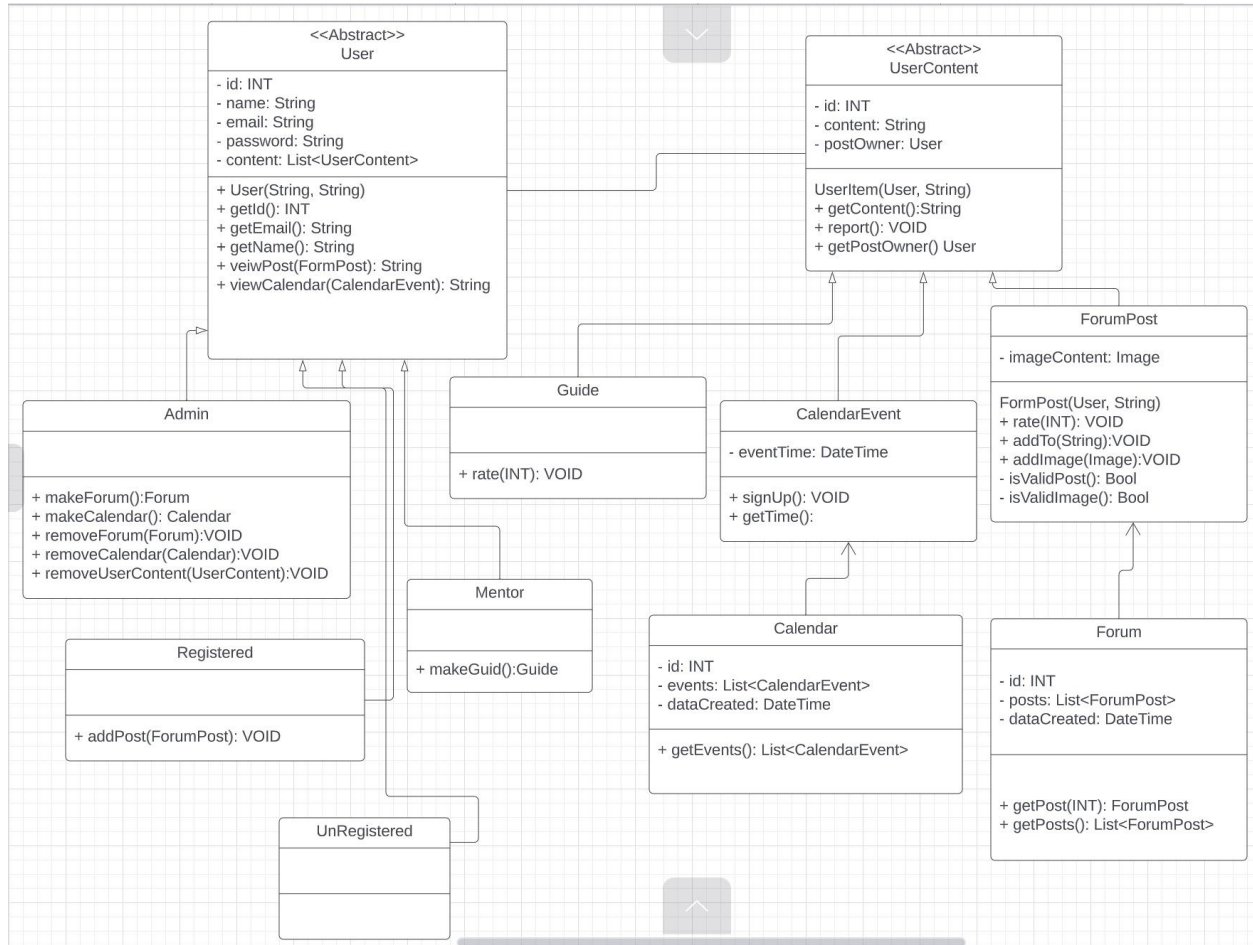 <<Abstract>>
User
- id: INT
- name: String
- email: String
- password: String
- content: List<UserContent>
+ User(String, String)
+ getId(): INT
+ getEmail(): String
+ getName(): String
+ veiwPost(FormPost): String
+ viewCalendar(CalendarEvent): String
<<Abstract>>
UserContent
- id: INT
- content: String
- postOwner: User
UserItem(User, String)
+ getContent():String
+ report(): VOID
+ getPostOwner() User
ForumPost
- imageContent: Image
FormPost(User, String)
+ rate(INT): VOID
+ addTo(String):VOID
+ addImage(Image):VOID
- isValidPost(): Bool
- isValidImage(): Bool
Guide
+ rate(INT): VOID
CalendarEvent
- eventTime: DateTime
+ signUp(): VOID
+ getTime():
Admin
+ makeForum():Forum
+ makeCalendar(): Calendar
+ removeForum(Forum):VOID
+ removeCalendar(Calendar):VOID
+ removeUserContent(UserContent):VOID
Mentor
+ makeGuid():Guide
Registered
+ addPost(ForumPost): VOID
Calendar
- id: INT
- events: List<CalendarEvent>
- dataCreated: DateTime
+ getEvents(): List<CalendarEvent>
Forum
- id: INT
- posts: List<ForumPost>
- dataCreated: DateTime
+ getPost(INT): ForumPost
+ getPosts(): List<ForumPost>
UnRegistered